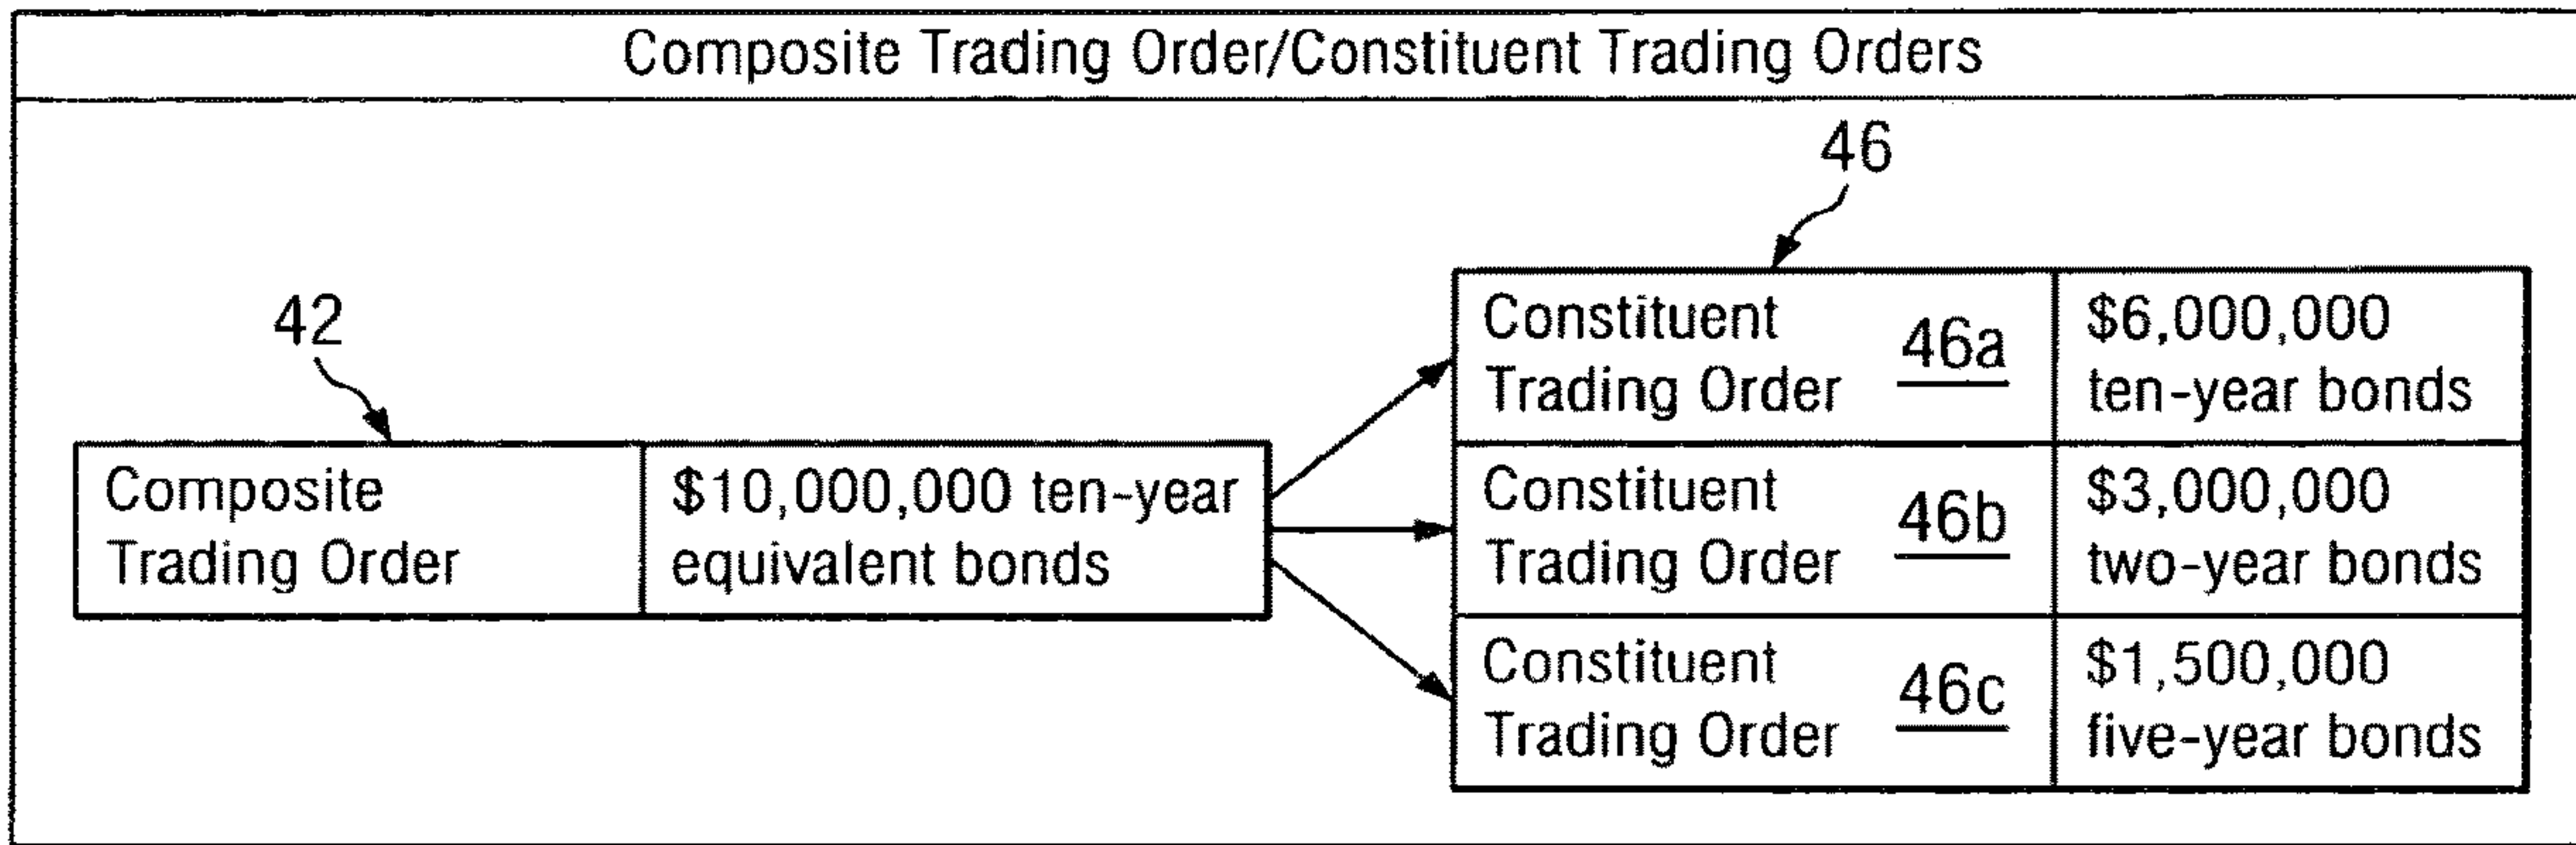 Composite Trading Order/Constituent Trading Orders
46
42
Composite
Trading Order
$10,000,000 ten-year
equivalent bonds
Constituent
Trading Order 46a
$6,000,000
ten-year bonds
Constituent
Trading Order 46b
$3,000,000
two-year bonds
Constituent
Trading Order 46c
$1,500,000
five-year bonds